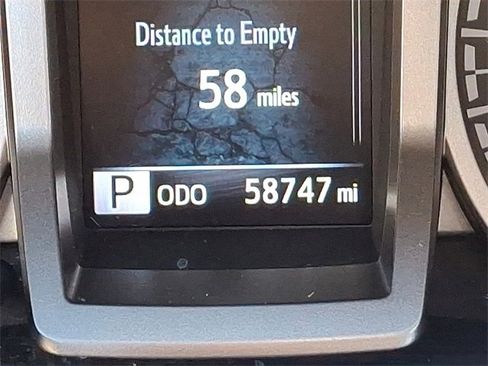 Distance to Empty
58 miles
P ODO 58747 mi